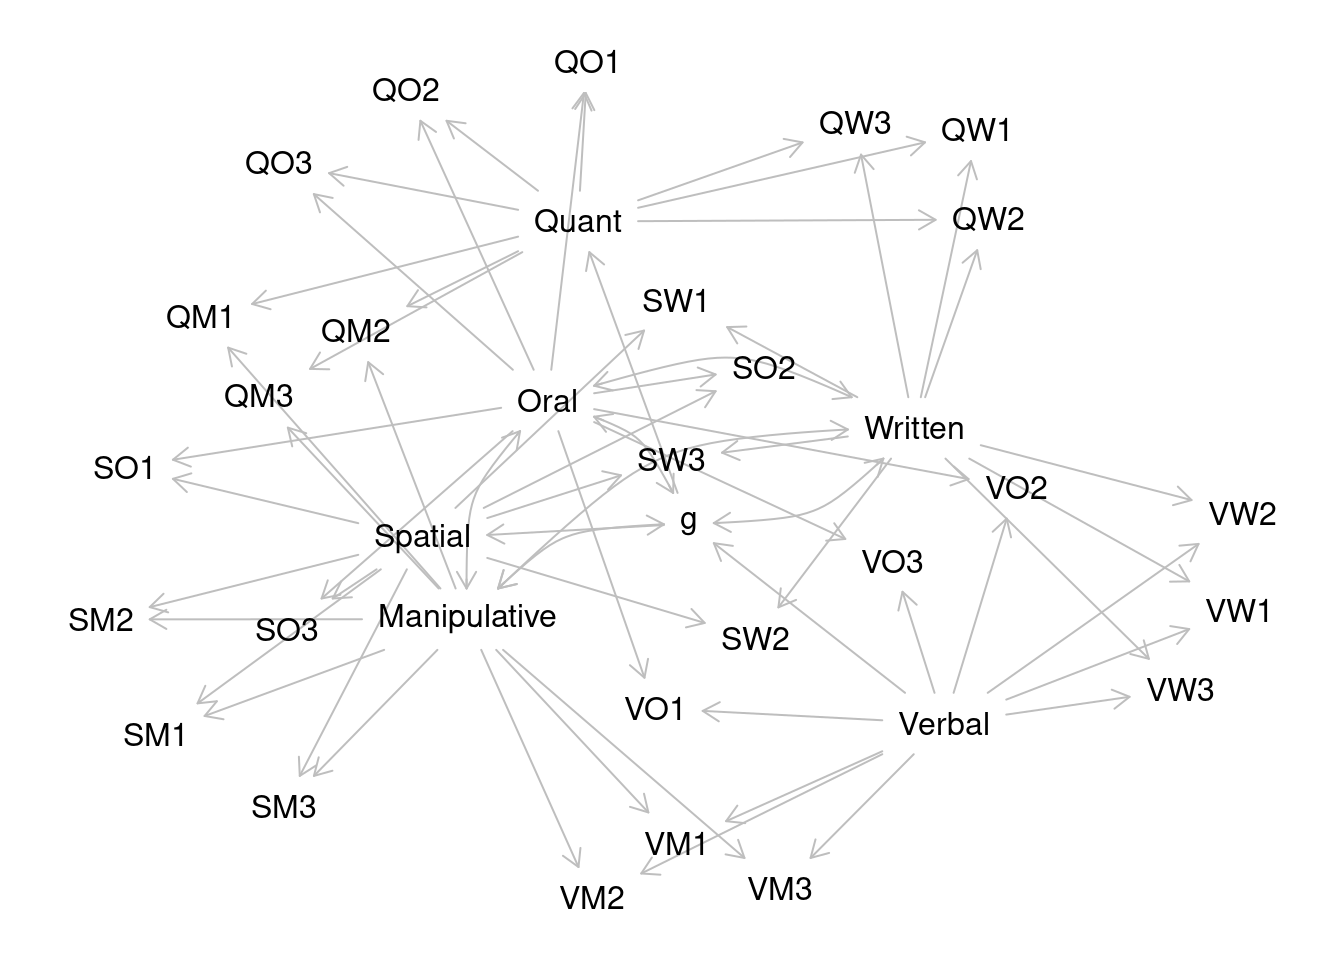 QO1
QO2
QW3
QW1
QO3
Quant
QW2
SW1
QM1
QM2
SO2
QM3
Oral
Written
SW3
SO1
VO2
g
VW2
Spatial
VO3
VW1
Manipulative
SM2
SO3
SW2
VW3
VO1
Verbal
SM1
SM3
VM1
VM3
VM2